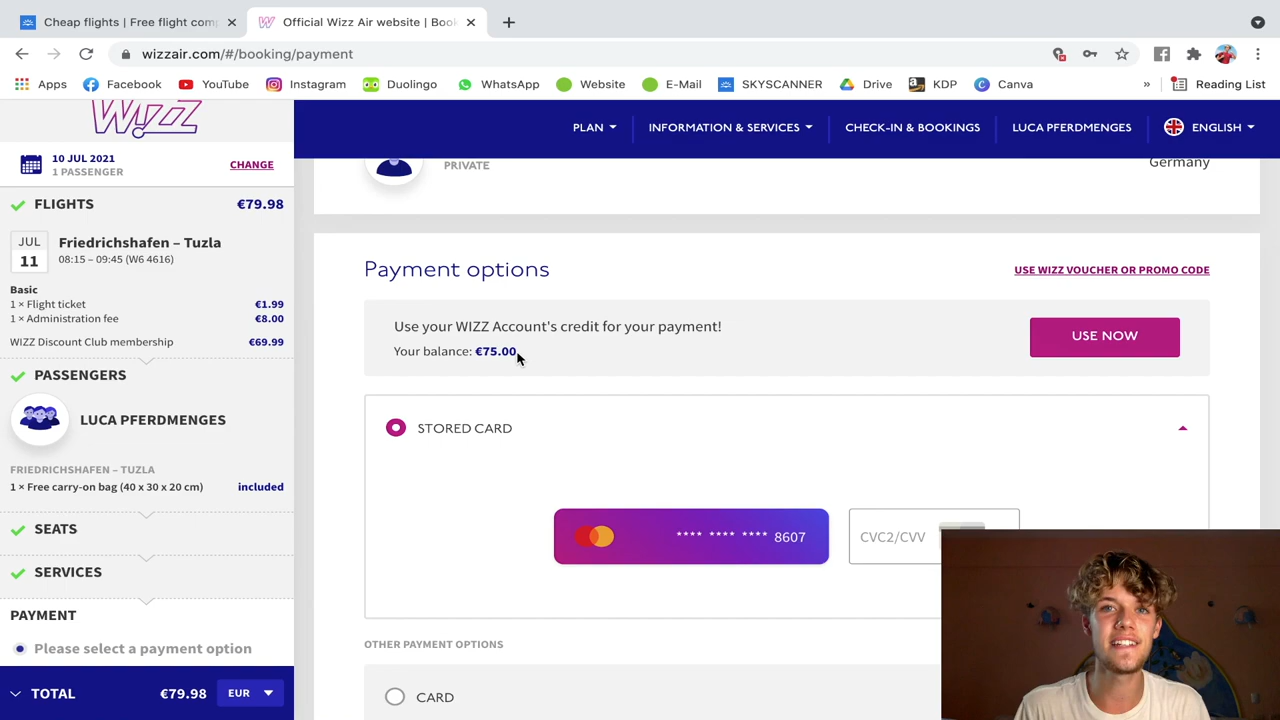 Cheap flights | Free flight com
Official Wizz Air website | Book
wizzair.com/#/booking/payment
Apps Facebook YouTube Instagram Duolingo WhatsApp Website E-Mail SKYSCANNER Drive KDP Canva » Reading List
WIZZ
PLAN INFORMATION & SERVICES CHECK-IN & BOOKINGS LUCA PFERDMENGES ENGLISH
10 JUL 2021
1 PASSENGER
CHANGE
FLIGHTS €79.98
JUL
11
Friedrichshafen – Tuzla
08:15 – 09:45 (W6 4616)
Basic
1 × Flight ticket €1.99
1 × Administration fee €8.00
WIZZ Discount Club membership €69.99
PASSENGERS
LUCA PFERDMENGES
FRIEDRICHSHAFEN – TUZLA
1 × Free carry-on bag (40 x 30 x 20 cm) included
SEATS
SERVICES
PAYMENT
Please select a payment option
TOTAL €79.98 EUR
PRIVATE
Germany
Payment options
USE WIZZ VOUCHER OR PROMO CODE
Use your WIZZ Account's credit for your payment!
Your balance: €75.00
USE NOW
STORED CARD
**** **** **** 8607
CVC2/CVV
OTHER PAYMENT OPTIONS
CARD